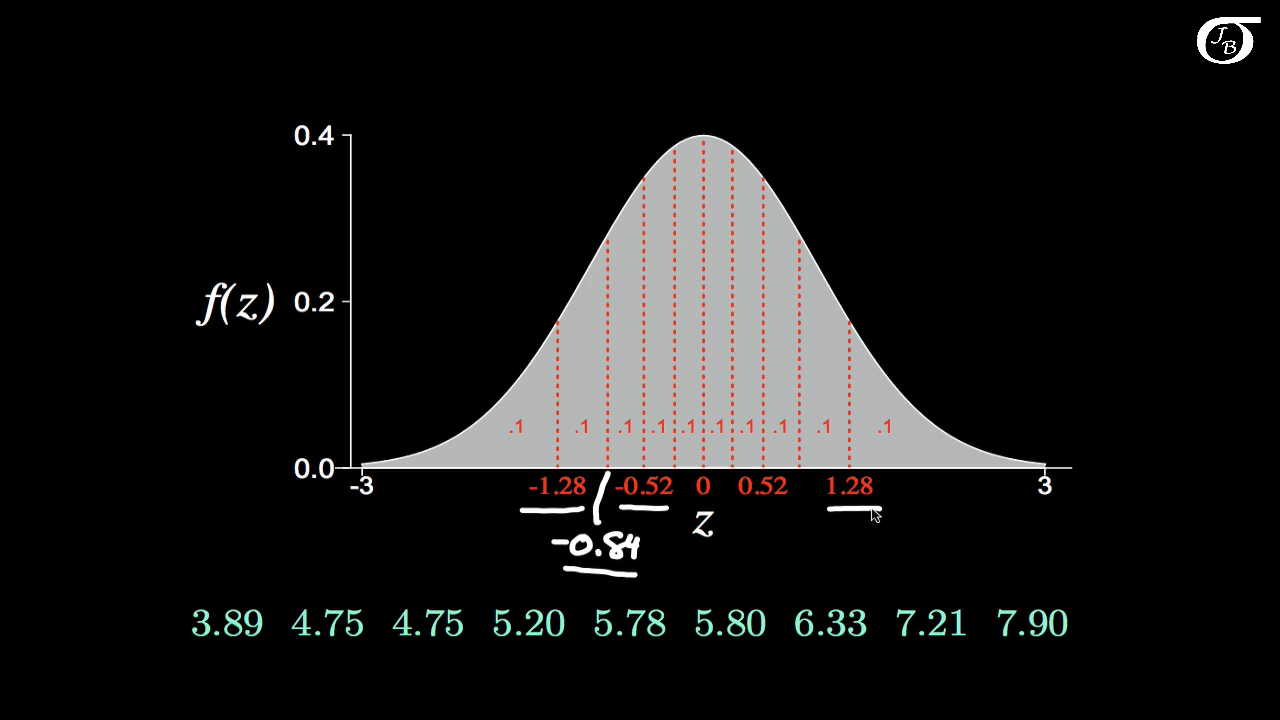 J B
0.4
f(z) 0.2
.1 .1 .1 .1 .1 .1 .1 .1 .1 .1
0.0
-3 -1.28 -0.52 0 0.52 1.28 3
z
-0.84
3.89 4.75 4.75 5.20 5.78 5.80 6.33 7.21 7.90